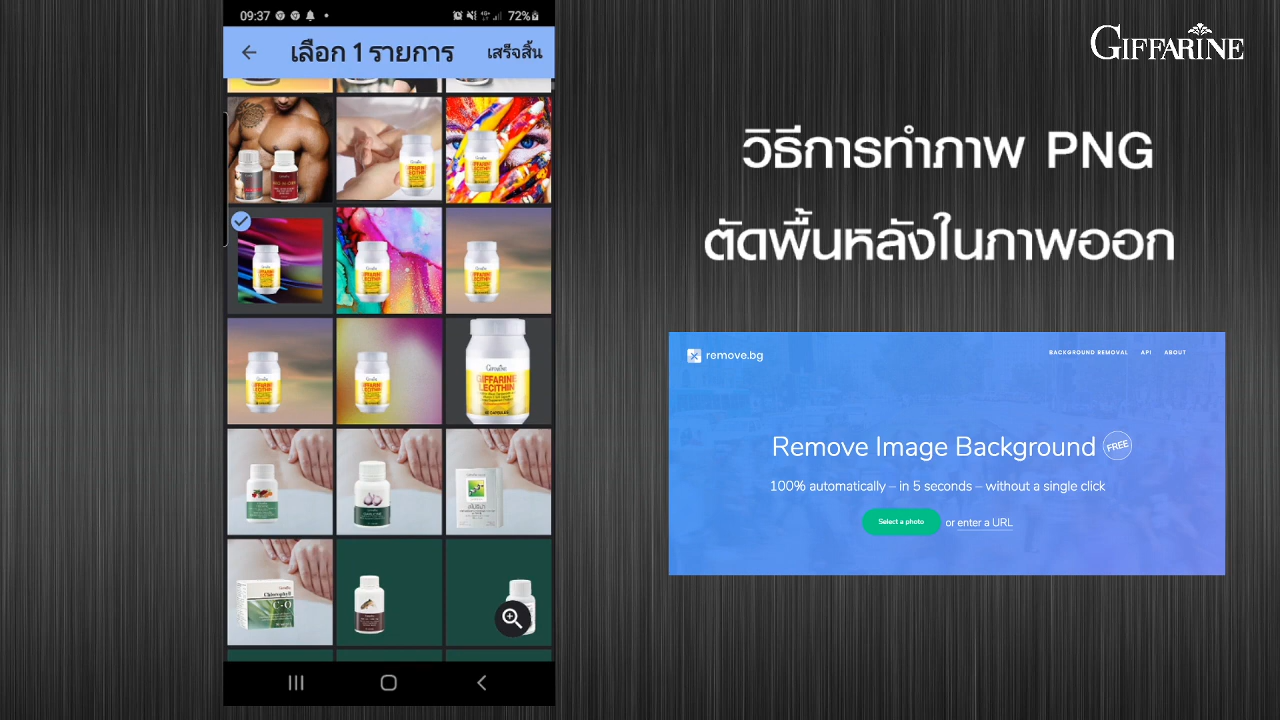 09:37
4G+
72%
เลือก 1 รายการ
เสร็จสิ้น
GIFFARINE
วิธีการทำภาพ PNG
ตัดพื้นหลังในภาพออก
GIFFARINE
LECITHIN
Chlorophyll
C-O
remove.bg
BACKGROUND REMOVAL API ABOUT
Remove Image Background FREE
100% automatically – in 5 seconds – without a single click
Select a photo or enter a URL